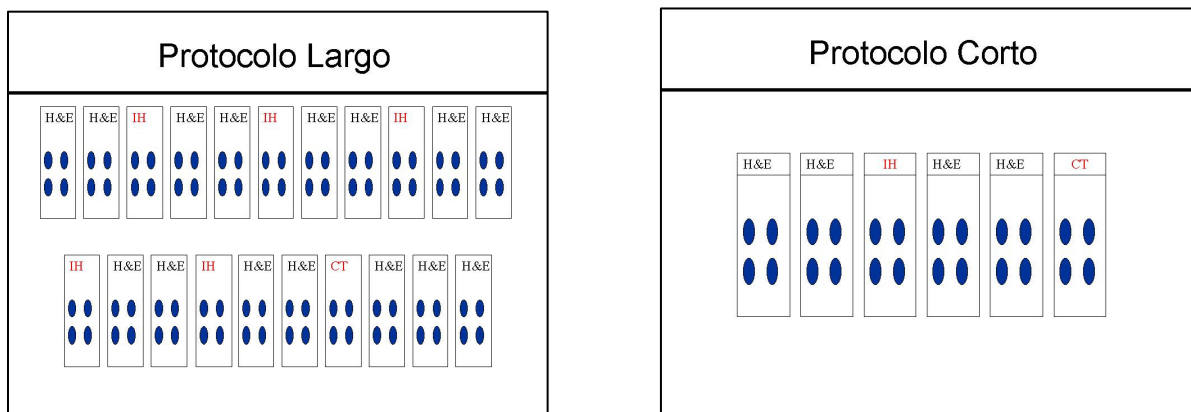 Protocolo Largo
H&E H&E IH H&E H&E IH H&E H&E IH H&E H&E
IH H&E H&E IH H&E H&E CT H&E H&E H&E
Protocolo Corto
H&E H&E IH H&E H&E CT